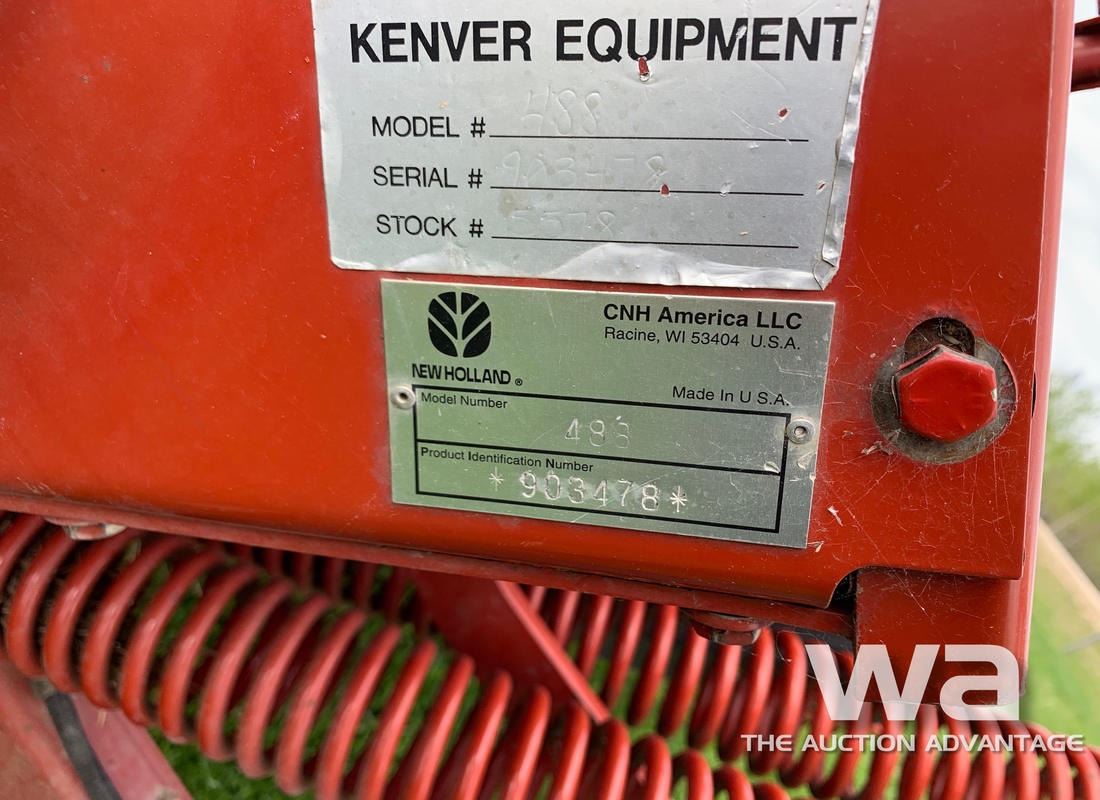 KENVER EQUIPMENT
MODEL # 488
SERIAL # 903478
STOCK # 5578
CNH America LLC
Racine, WI 53404 U.S.A.
NEW HOLLAND ®
Made In U S A.
Model Number
488
Product Identification Number
* 903478*
wa
THE AUCTION ADVANTAGE